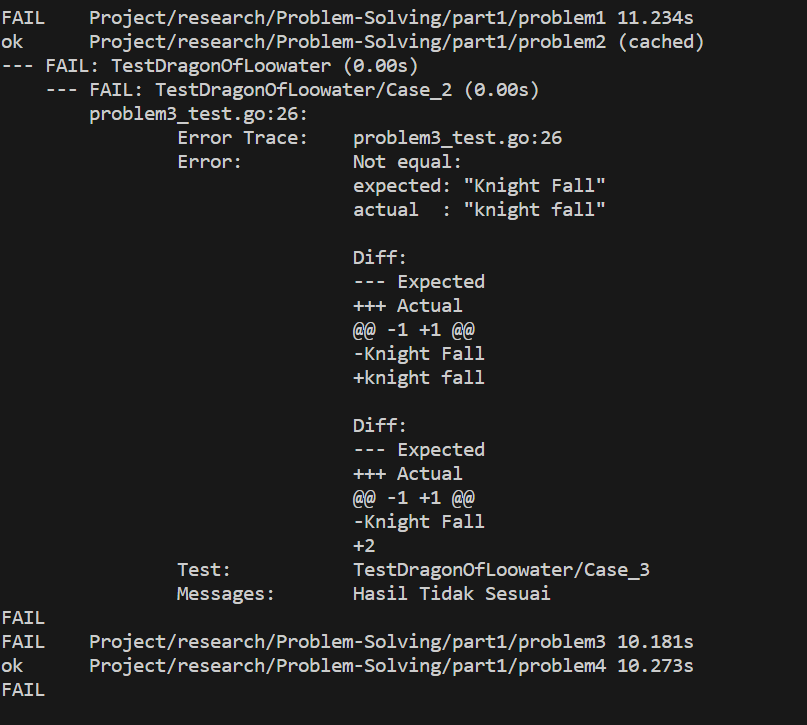 FAIL    Project/research/Problem-Solving/part1/problem1 11.234s
ok      Project/research/Problem-Solving/part1/problem2 (cached)
--- FAIL: TestDragonOfLoowater (0.00s)
    --- FAIL: TestDragonOfLoowater/Case_2 (0.00s)
        problem3_test.go:26:
                Error Trace:    problem3_test.go:26
                Error:          Not equal:
                                expected: "Knight Fall"
                                actual  : "knight fall"

                                Diff:
                                --- Expected
                                +++ Actual
                                @@ -1 +1 @@
                                -Knight Fall
                                +knight fall

                                Diff:
                                --- Expected
                                +++ Actual
                                @@ -1 +1 @@
                                -Knight Fall
                                +2
                Test:           TestDragonOfLoowater/Case_3
                Messages:       Hasil Tidak Sesuai
FAIL
FAIL    Project/research/Problem-Solving/part1/problem3 10.181s
ok      Project/research/Problem-Solving/part1/problem4 10.273s
FAIL